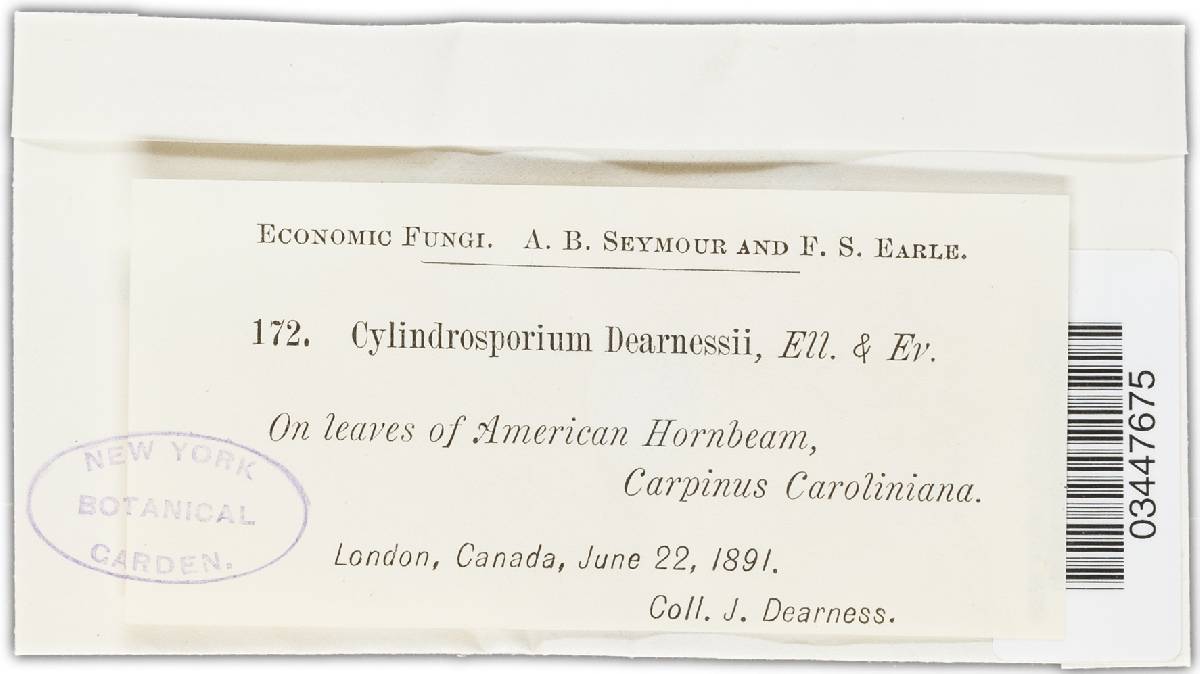 Economic Fungi. A. B. Seymour and F. S. Earle.
172. Cylindrosporium Dearnessii, Ell. & Ev.
On leaves of American Hornbeam,
Carpinus Caroliniana.
London, Canada, June 22, 1891.
Coll. J. Dearness.
NEW YORK
BOTANICAL
GARDEN.
03447675